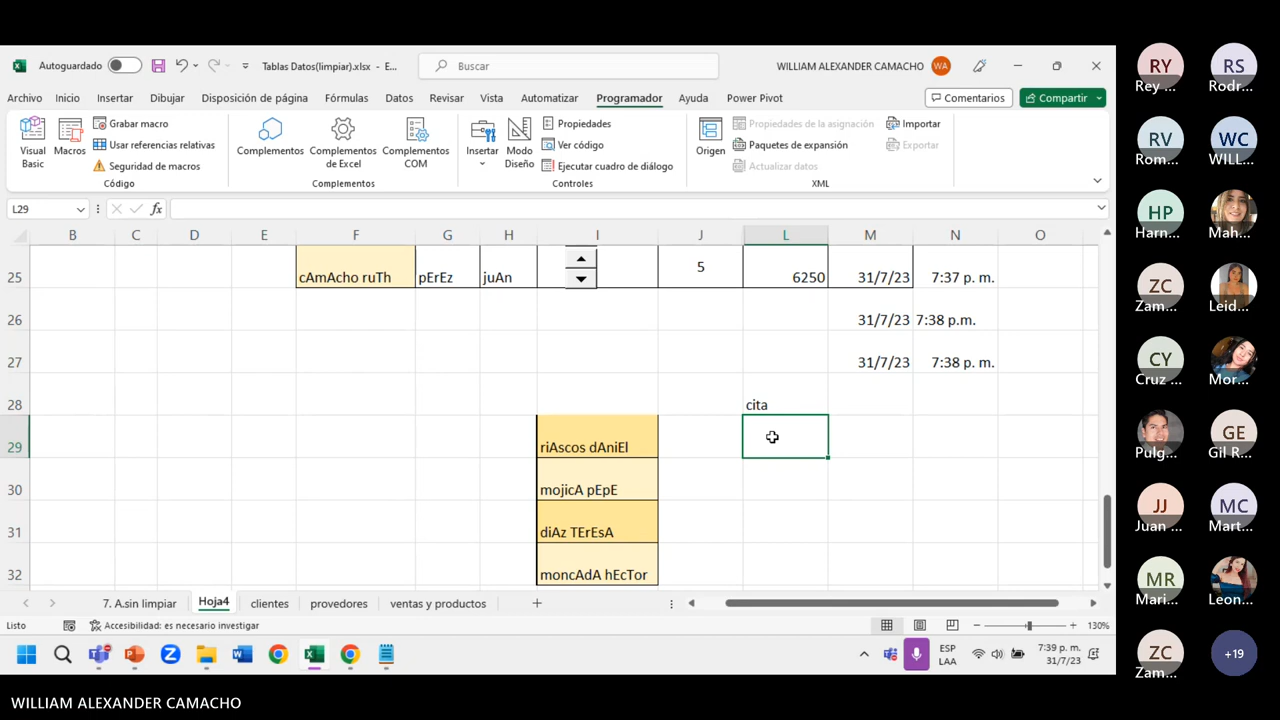 Autoguardado
Tablas Datos(limpiar).xlsx - E...
Buscar
WILLIAM ALEXANDER CAMACHO
WA
Archivo Inicio Insertar Dibujar Disposición de página Fórmulas Datos Revisar Vista Automatizar Programador Ayuda Power Pivot
Comentarios Compartir
Visual Basic
Macros
Grabar macro
Usar referencias relativas
Seguridad de macros
Código
Complementos
Complementos de Excel
Complementos COM
Complementos
Insertar
Modo Diseño
Propiedades
Ver código
Ejecutar cuadro de diálogo
Controles
Origen
Propiedades de la asignación
Paquetes de expansión
Actualizar datos
Importar
Exportar
XML
L29
fx
B C D E F G H I J L M N O
25 cAmAcho ruTh pErEz juAn 5 6250 31/7/23 7:37 p. m.
26 31/7/23 7:38 p.m.
27 31/7/23 7:38 p. m.
28 cita
29 riAscos dAniEl
30 mojicA pEpE
31 diAz TErEsA
32 moncAdA hEcTor
7. A.sin limpiar Hoja4 clientes provedores ventas y productos
Listo
Accesibilidad: es necesario investigar
130%
ESP
LAA
7:39 p. m.
31/7/23
WILLIAM ALEXANDER CAMACHO
RY RS
Rey ... Rodr...
RV WC
Rom... WILL...
HP
Harn... Mah...
ZC
Zam... Leid...
CY
Cruz ... Mor...
GE
Pulg... Gil R...
JJ MC
Juan ... Mart...
MR
Mari... Leon...
ZC +19
Zam...